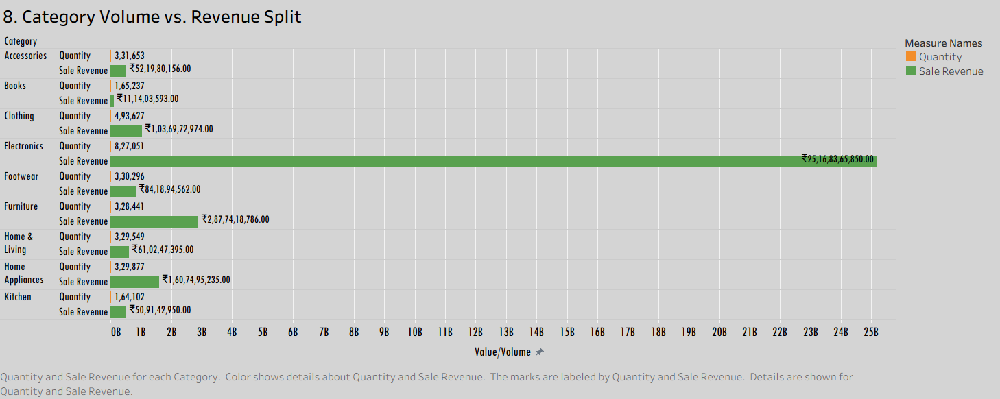 8. Category Volume vs. Revenue Split
Category
Accessories Quantity 3,31,653
Sale Revenue ₹52,19,80,156.00
Books Quantity 1,65,237
Sale Revenue ₹11,14,03,593.00
Clothing Quantity 4,93,627
Sale Revenue ₹1,03,69,72,974.00
Electronics Quantity 8,27,051
Sale Revenue ₹25,16,83,65,850.00
Footwear Quantity 3,30,296
Sale Revenue ₹84,18,94,562.00
Furniture Quantity 3,28,441
Sale Revenue ₹2,87,74,18,786.00
Home & Quantity 3,29,549
Living Sale Revenue ₹61,02,47,395.00
Home Quantity 3,29,877
Appliances Sale Revenue ₹1,60,74,95,235.00
Kitchen Quantity 1,64,102
Sale Revenue ₹50,91,42,950.00
0B 1B 2B 3B 4B 5B 6B 7B 8B 9B 10B 11B 12B 13B 14B 15B 16B 17B 18B 19B 20B 21B 22B 23B 24B 25B
Value/Volume
Measure Names
Quantity
Sale Revenue
Quantity and Sale Revenue for each Category. Color shows details about Quantity and Sale Revenue. The marks are labeled by Quantity and Sale Revenue. Details are shown for
Quantity and Sale Revenue.